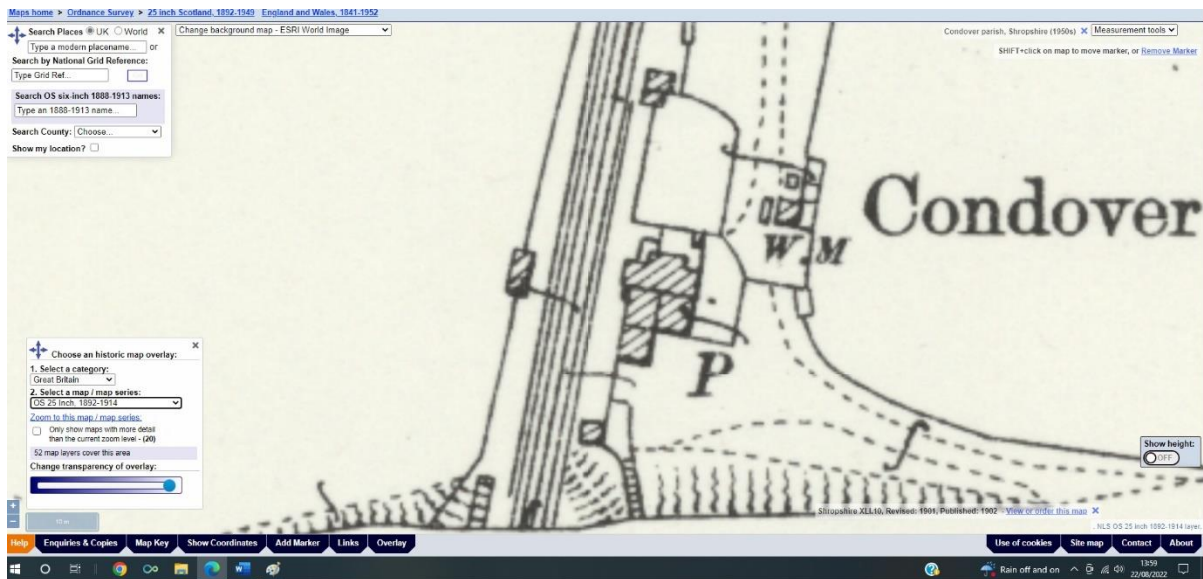 Maps home > Ordnance Survey > 25 inch Scotland, 1892-1949 England and Wales, 1841-1952
Search Places UK World ×
Type a modern placename... or
Search by National Grid Reference:
Type Grid Ref...
Search OS six-inch 1888-1913 names:
Type an 1888-1913 name...
Search County: Choose...
Show my location?
Change background map - ESRI World Image
Condover parish, Shropshire (1950s) × Measurement tools
SHIFT+click on map to move marker, or Remove Marker
Condover
W.M
P
Choose an historic map overlay: ×
1. Select a category:
Great Britain
2. Select a map / map series:
OS 25 inch, 1892-1914
Zoom to this map / map series:
Only show maps with more detail
than the current zoom level - (20)
52 map layers cover this area
Change transparency of overlay:
Show height:
OFF
+
−
Shropshire XLI.10, Revised: 1901, Published: 1902 - View or order this map ×
NLS OS 25 inch 1892-1914 layer.
Help Enquiries & Copies Map Key Show Coordinates Add Marker Links Overlay Use of cookies Site map Contact About
Rain off and on 13:59
22/08/2022